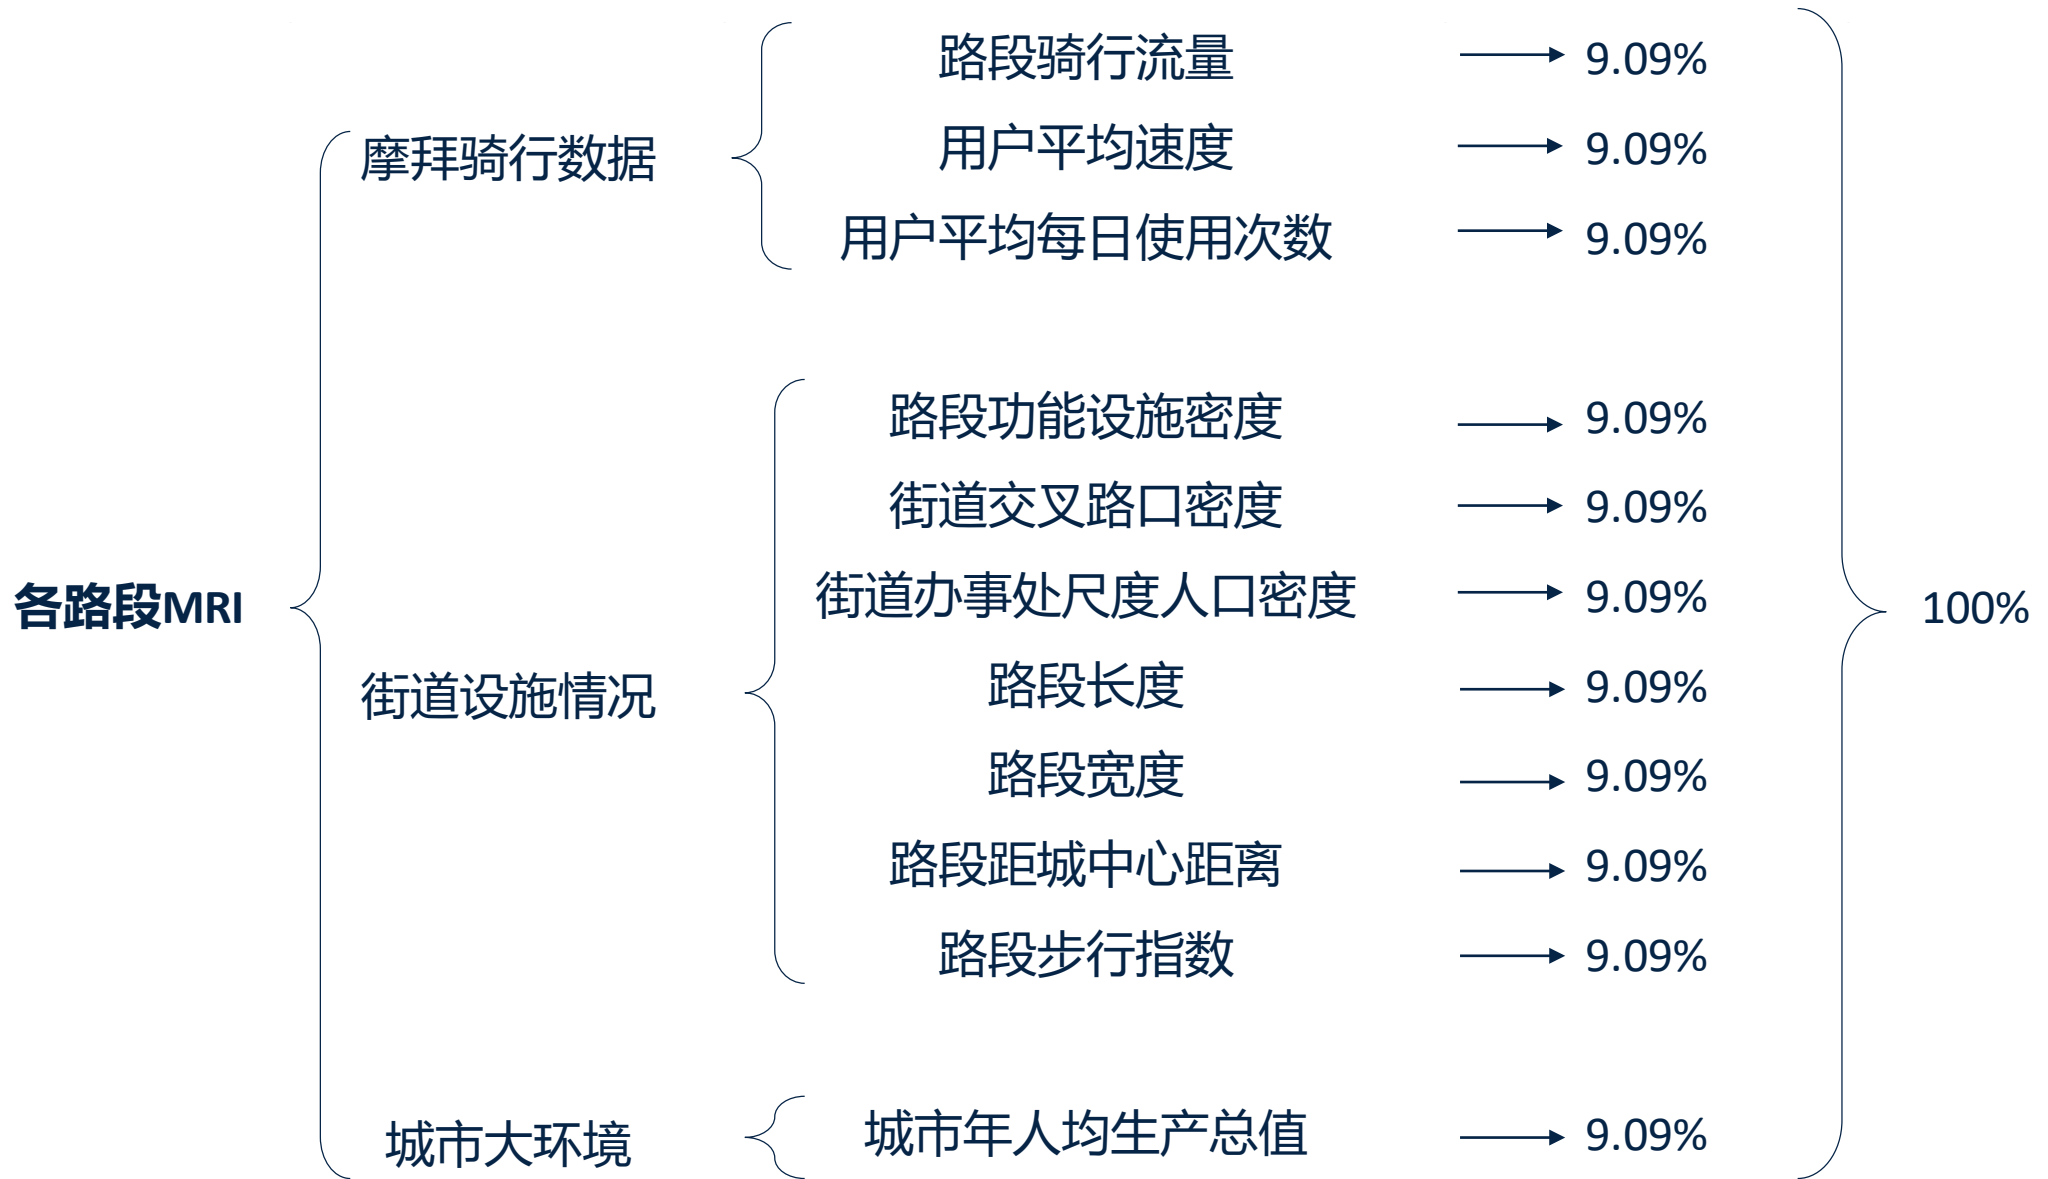 路段骑行流量 9.09%
摩拜骑行数据
用户平均速度 9.09%
用户平均每日使用次数 9.09%
路段功能设施密度 9.09%
街道交叉路口密度 9.09%
各路段MRI
街道办事处尺度人口密度 9.09%
100%
街道设施情况
路段长度 9.09%
路段宽度 9.09%
路段距城中心距离 9.09%
路段步行指数 9.09%
城市大环境
城市年人均生产总值 9.09%